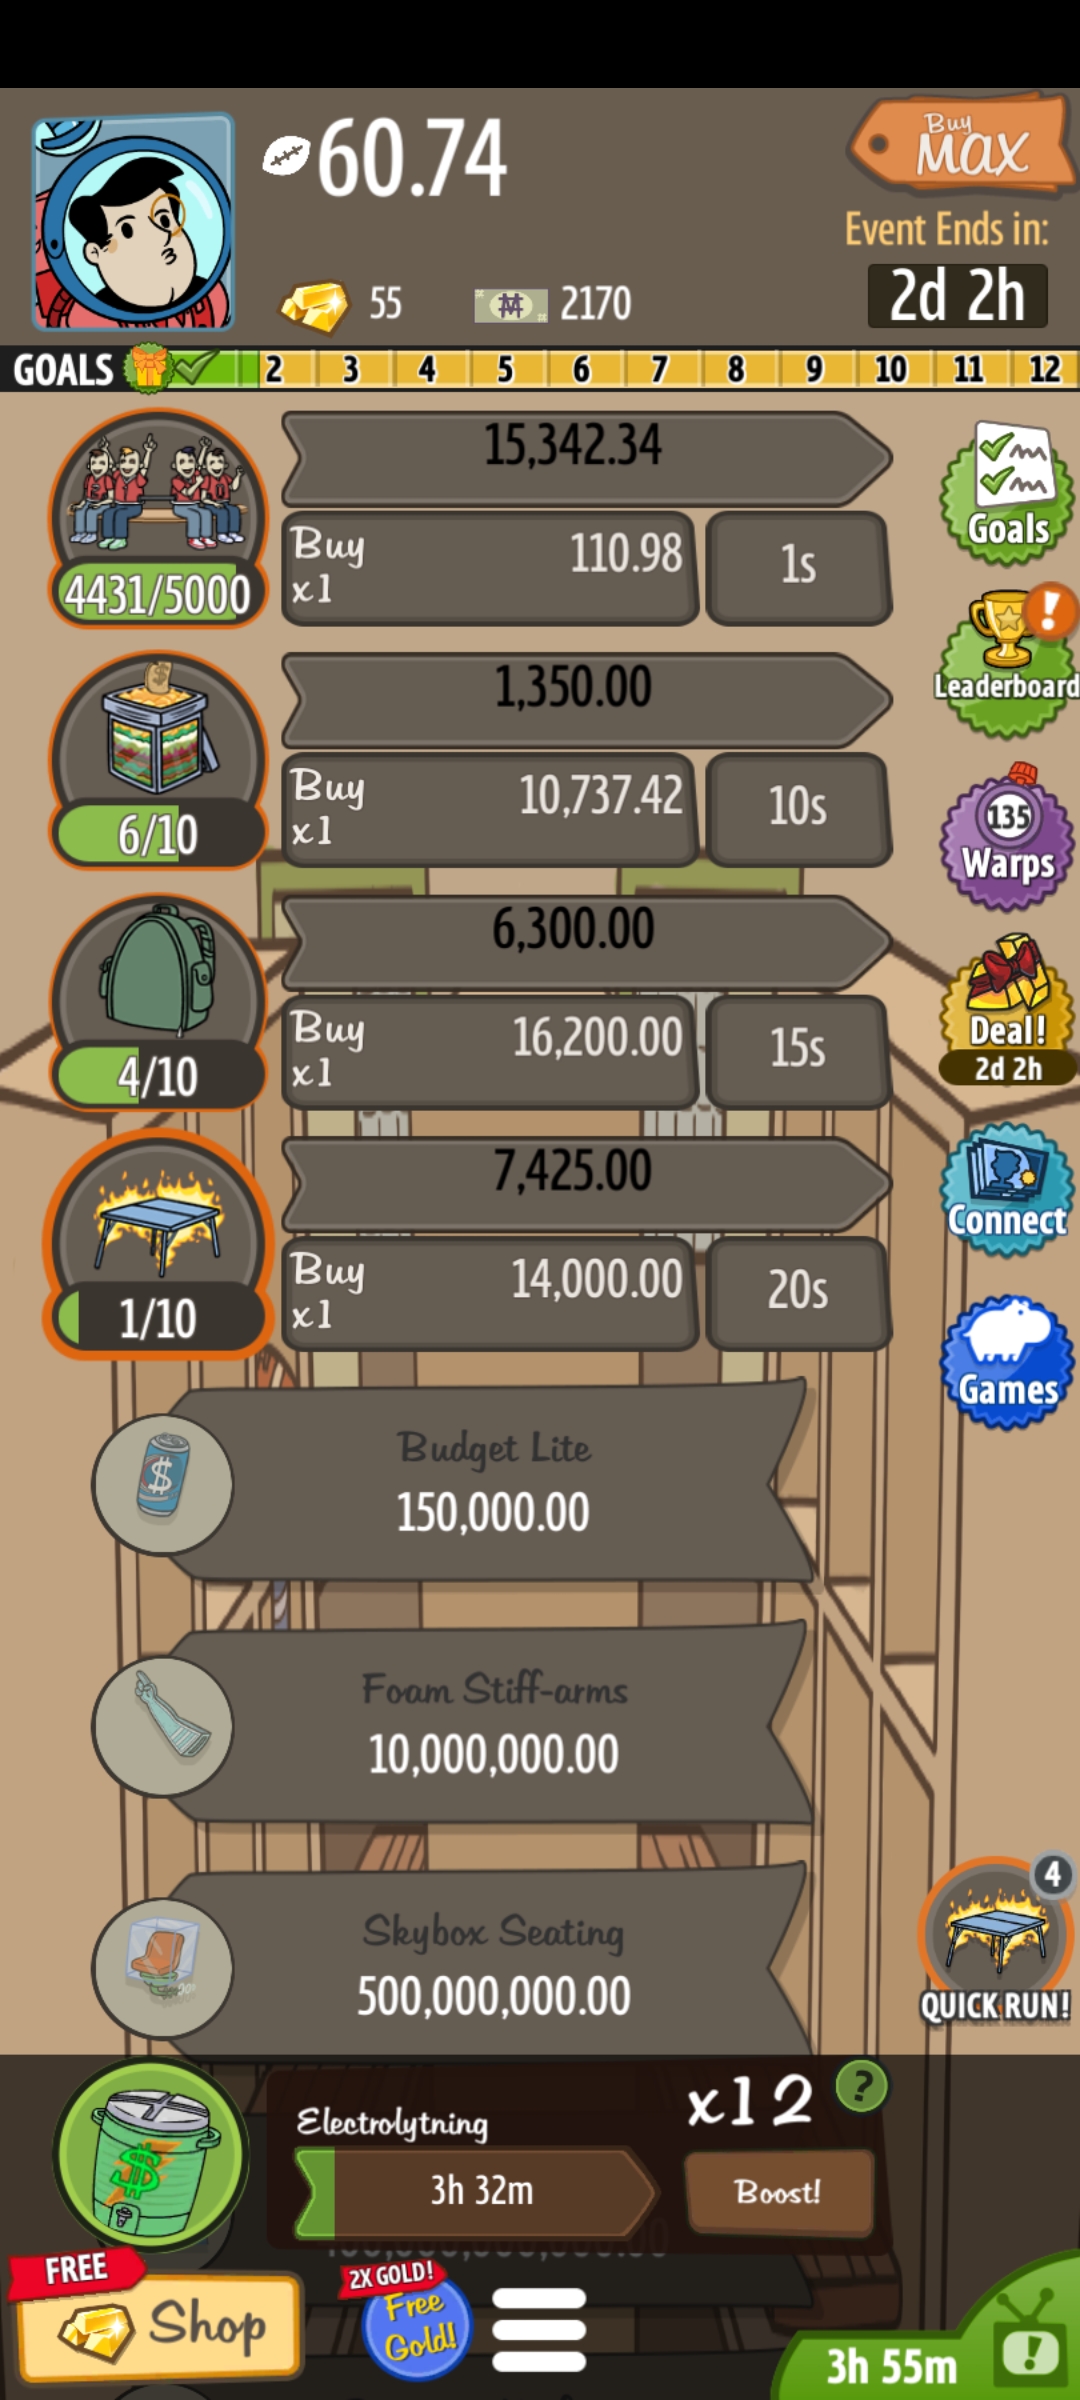 60.74
Buy
MAX
Event Ends in:
2d 2h
55
2170
GOALS 2 3 4 5 6 7 8 9 10 11 12
15,342.34
Buy
x1
110.98
1s
4431/5000
Goals
Leaderboard
1,350.00
Buy
x1
10,737.42
10s
6/10
135
Warps
6,300.00
Buy
x1
16,200.00
15s
4/10
Deal!
2d 2h
7,425.00
Buy
x1
14,000.00
20s
1/10
Connect
Games
Budget Lite
150,000.00
Foam Stiff-arms
10,000,000.00
Skybox Seating
500,000,000.00
4
QUICK RUN!
Electrolytning
x12
?
3h 32m
Boost!
FREE
Shop
2X GOLD!
Free
Gold!
3h 55m